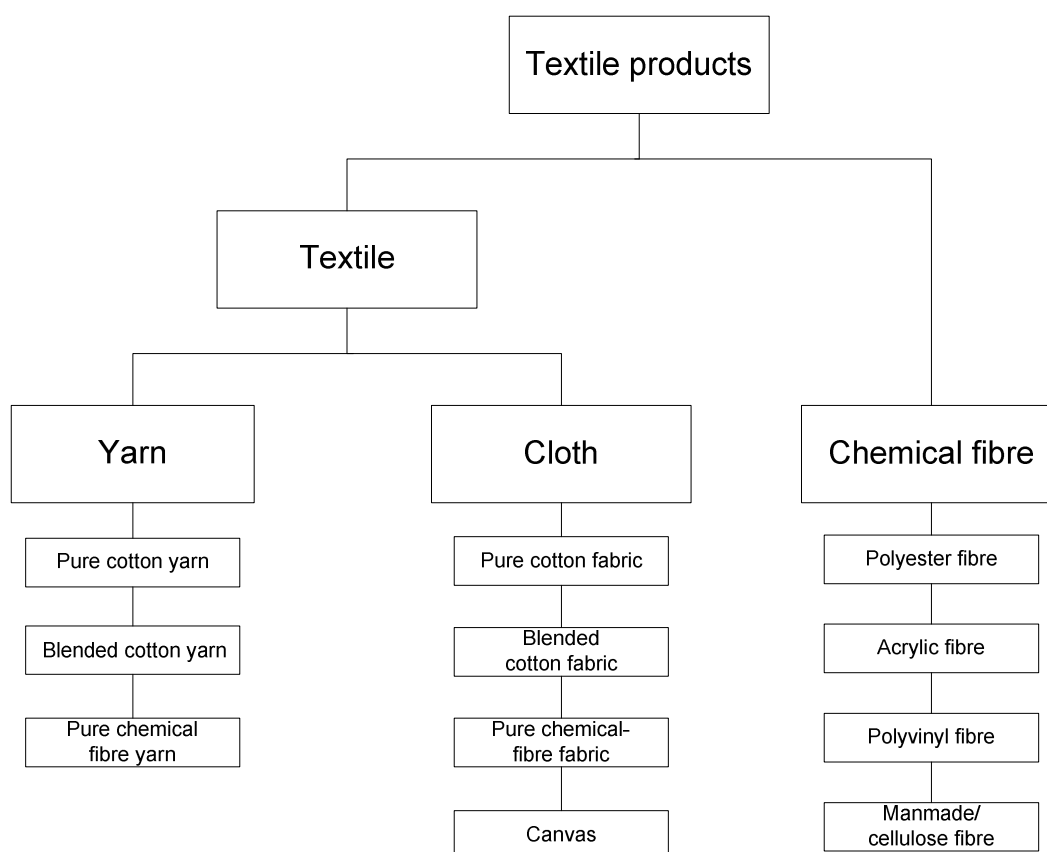 Textile products
Textile
Yarn
Cloth
Chemical fibre
Pure cotton yarn
Blended cotton yarn
Pure chemical
fibre yarn
Pure cotton fabric
Blended
cotton fabric
Pure chemical-
fibre fabric
Canvas
Polyester fibre
Acrylic fibre
Polyvinyl fibre
Manmade/
cellulose fibre